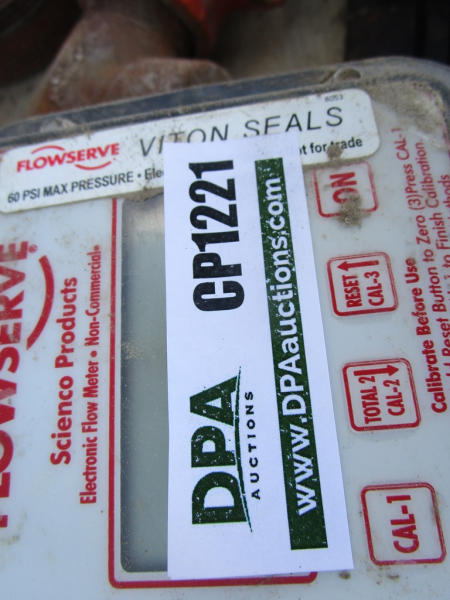 6053
FLOWSERVE VITON SEALS
60 PSI MAX PRESSURE • Ele t for trade
FLOWSERVE
Scienco Products
Electronic Flow Meter • Non-Commercial
DPA
AUCTIONS
CP1221
www.DPAauctions.com
ON
RESET
CAL-3
TOTAL 2
CAL-2
CAL-1
Calibrate Before Use
to Zero (3)Press CAL-1
Reset Button to Finish Calibration.